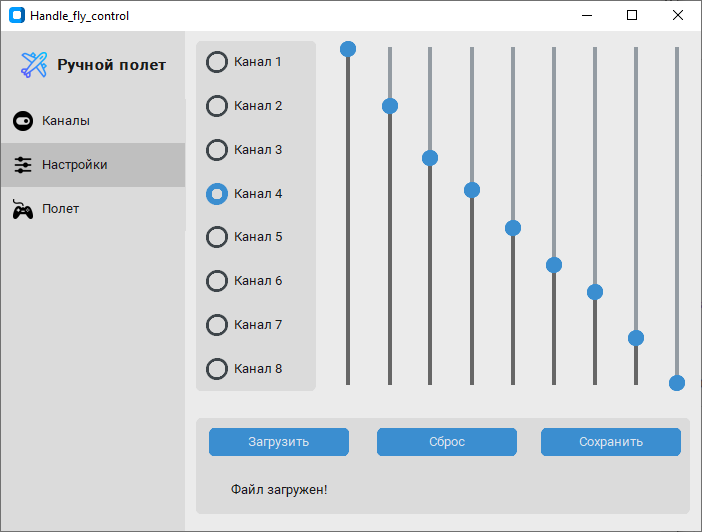 Handle_fly_control
Ручной полет
Каналы
Настройки
Полет
Канал 1
Канал 2
Канал 3
Канал 4
Канал 5
Канал 6
Канал 7
Канал 8
Загрузить
Сброс
Сохранить
Файл загружен!